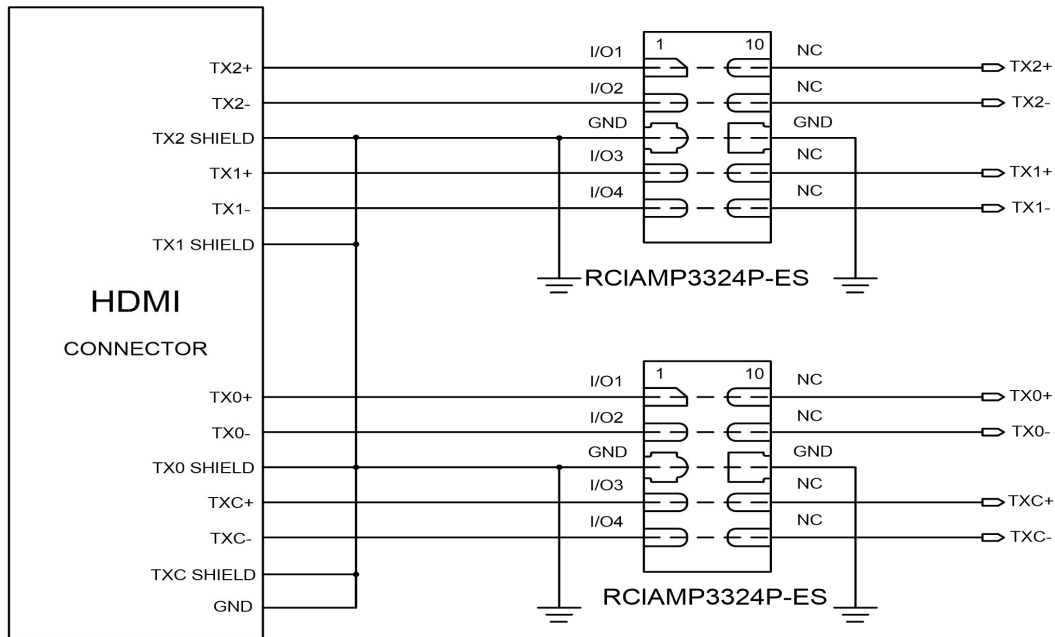 I/O1 1 10 NC
TX2+ TX2+
I/O2 NC
TX2- TX2-
GND GND
TX2 SHIELD
I/O3 NC
TX1+ TX1+
I/O4 NC
TX1- TX1-
TX1 SHIELD
RCIAMP3324P-ES
HDMI
CONNECTOR
I/O1 1 10 NC
TX0+ TX0+
I/O2 NC
TX0- TX0-
GND GND
TX0 SHIELD
I/O3 NC
TXC+ TXC+
I/O4 NC
TXC- TXC-
TXC SHIELD
RCIAMP3324P-ES
GND